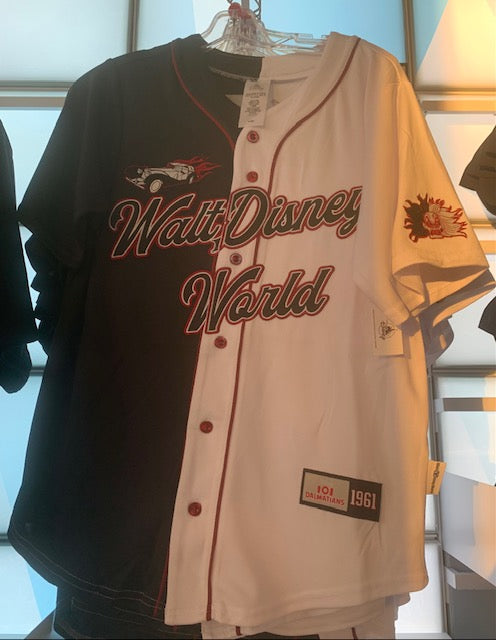 Walt Disney
World
101
DALMATIANS
1961